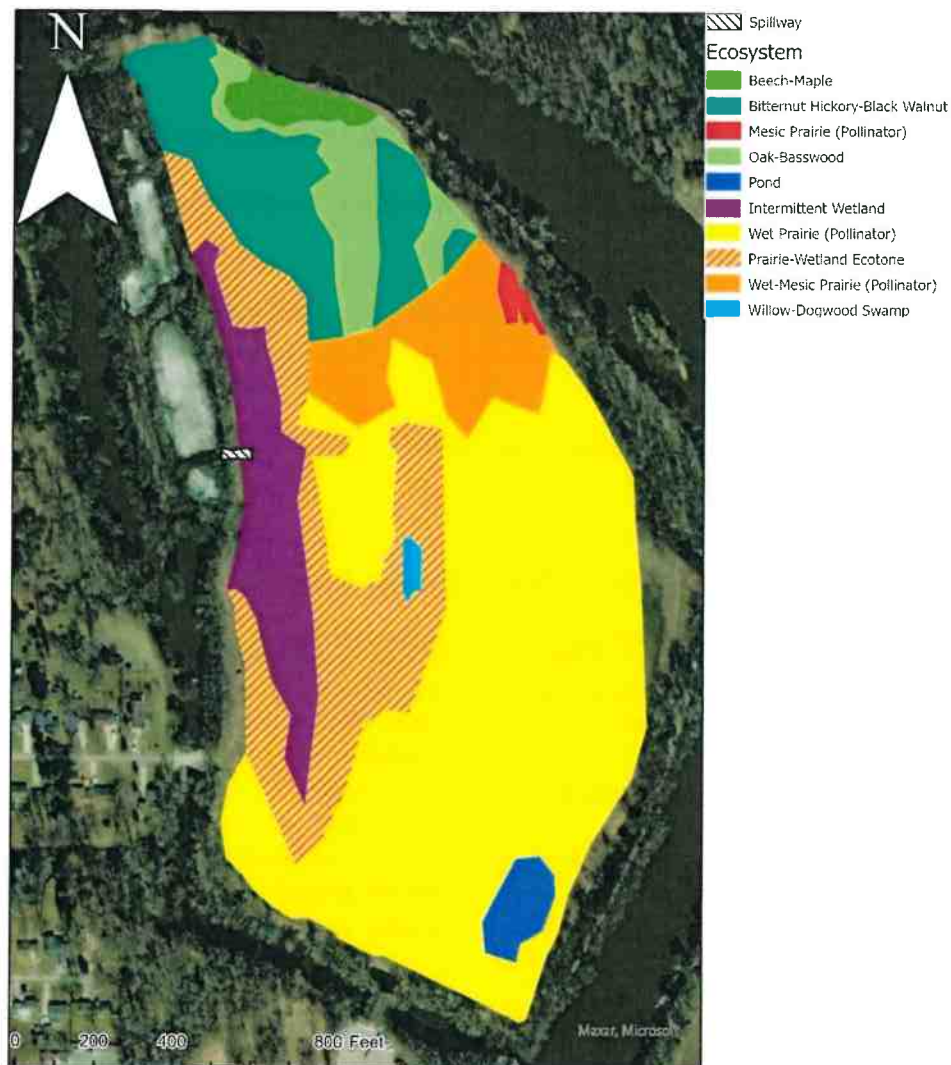 N
Spillway
Ecosystem
Beech-Maple
Bitternut Hickory-Black Walnut
Mesic Prairie (Pollinator)
Oak-Basswood
Pond
Intermittent Wetland
Wet Prairie (Pollinator)
Prairie-Wetland Ecotone
Wet-Mesic Prairie (Pollinator)
Willow-Dogwood Swamp
0 200 400 800 Feet
Maxar, Microsoft